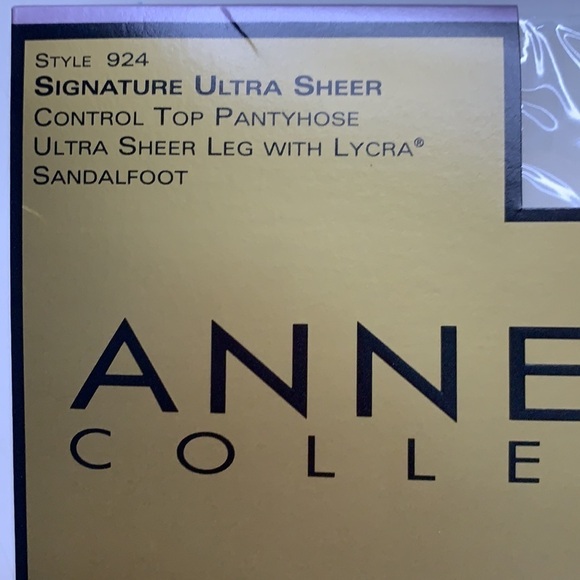 STYLE 924
SIGNATURE ULTRA SHEER
CONTROL TOP PANTYHOSE
ULTRA SHEER LEG WITH LYCRA®
SANDALFOOT
ANNE
COLLE